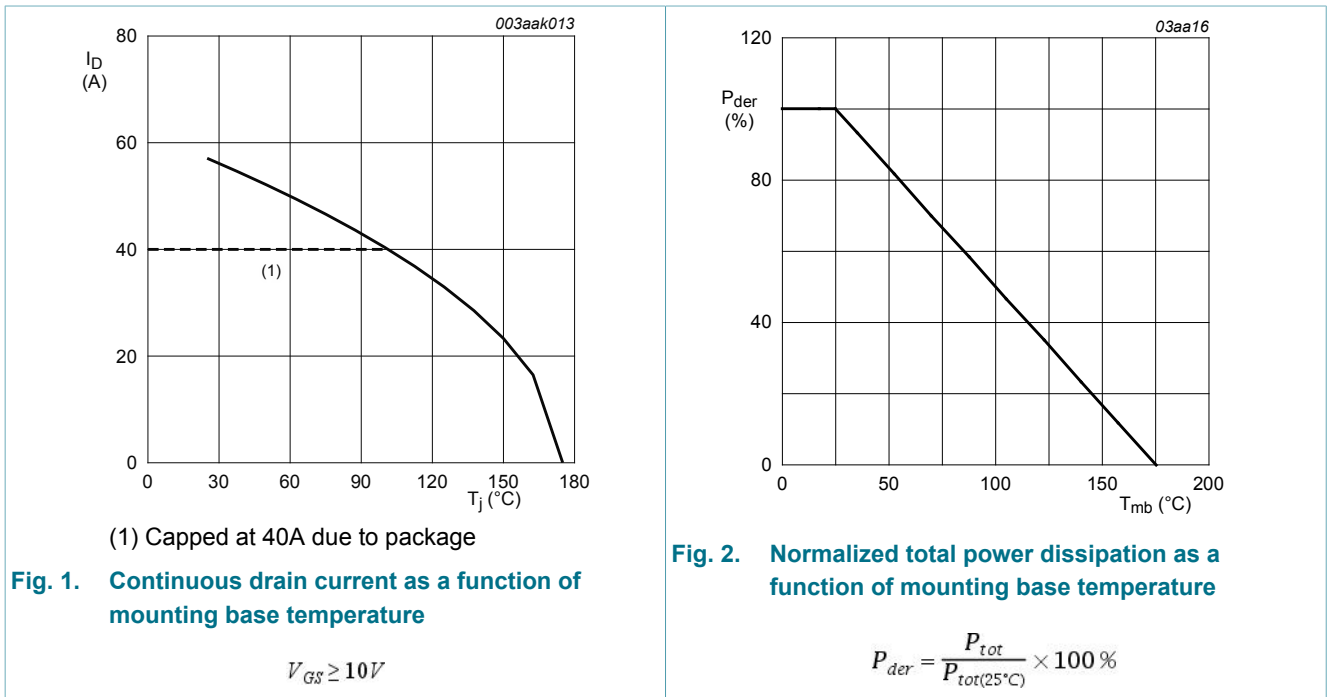 003aak013
80
I_D
(A)
60
40
(1)
20
0
0 30 60 90 120 150 180
T_j (°C)
(1) Capped at 40A due to package
Fig. 1. Continuous drain current as a function of
mounting base temperature
V_GS ≥ 10V
03aa16
120
P_der
(%)
80
40
0
0 50 100 150 200
T_mb (°C)
Fig. 2. Normalized total power dissipation as a
function of mounting base temperature
P_der = P_tot / P_tot(25°C) × 100 %